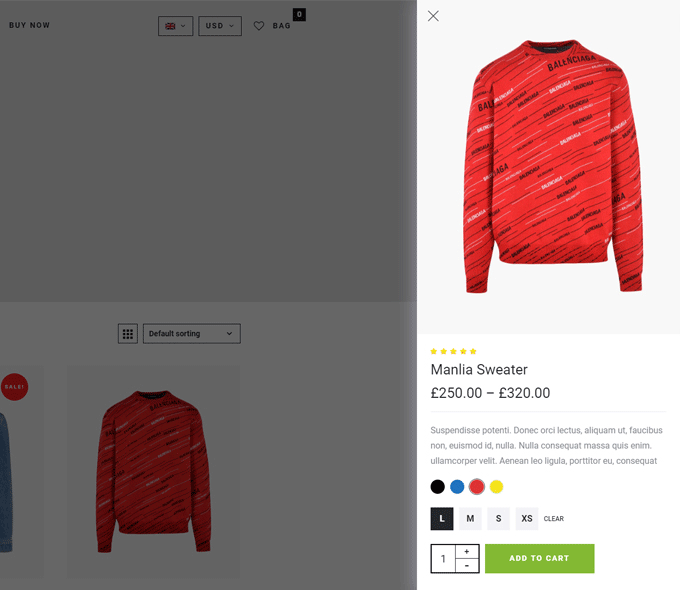 BUY NOW
USD
BAG
0
Default sorting
SALE!
BALENCIAGA
Manlia Sweater
£250.00 – £320.00
Suspendisse potenti. Donec orci lectus, aliquam ut, faucibus
non, euismod id, nulla. Nulla consequat massa quis enim.
ullamcorper velit. Aenean leo ligula, porttitor eu, consequat
L M S XS CLEAR
1 + -
ADD TO CART